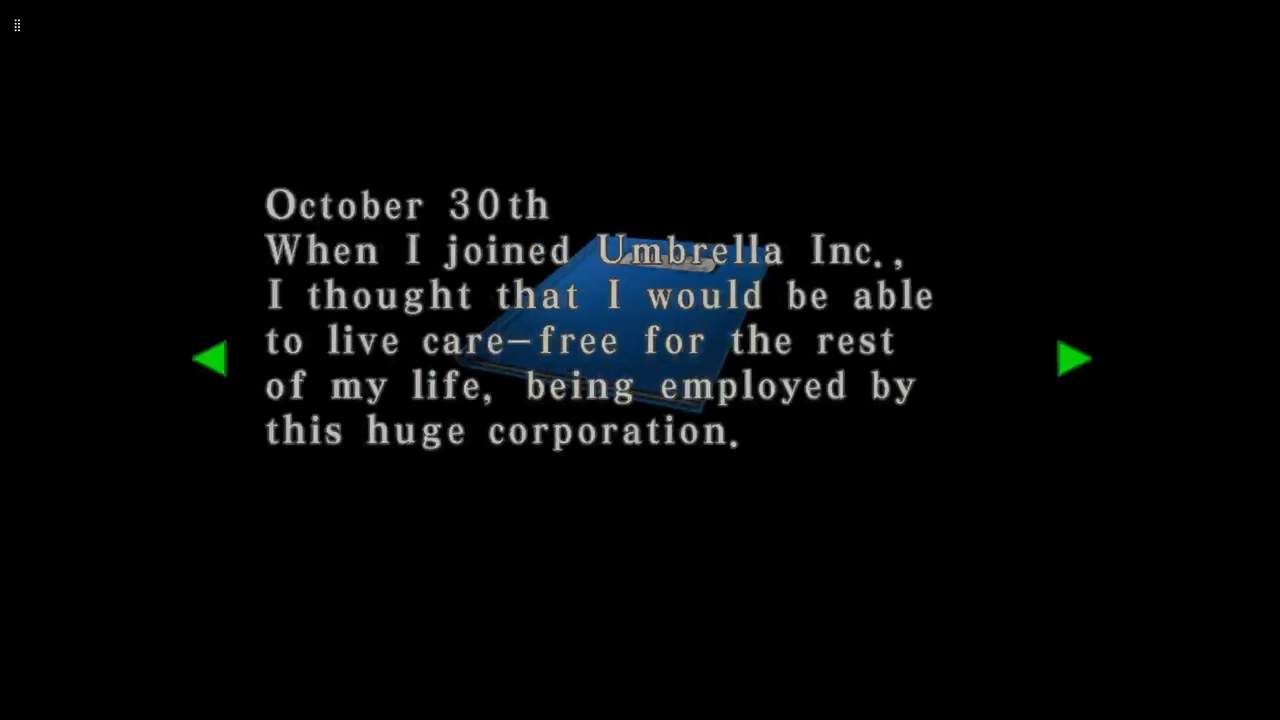 October 30th
When I joined Umbrella Inc.,
I thought that I would be able
to live care-free for the rest
of my life, being employed by
this huge corporation.